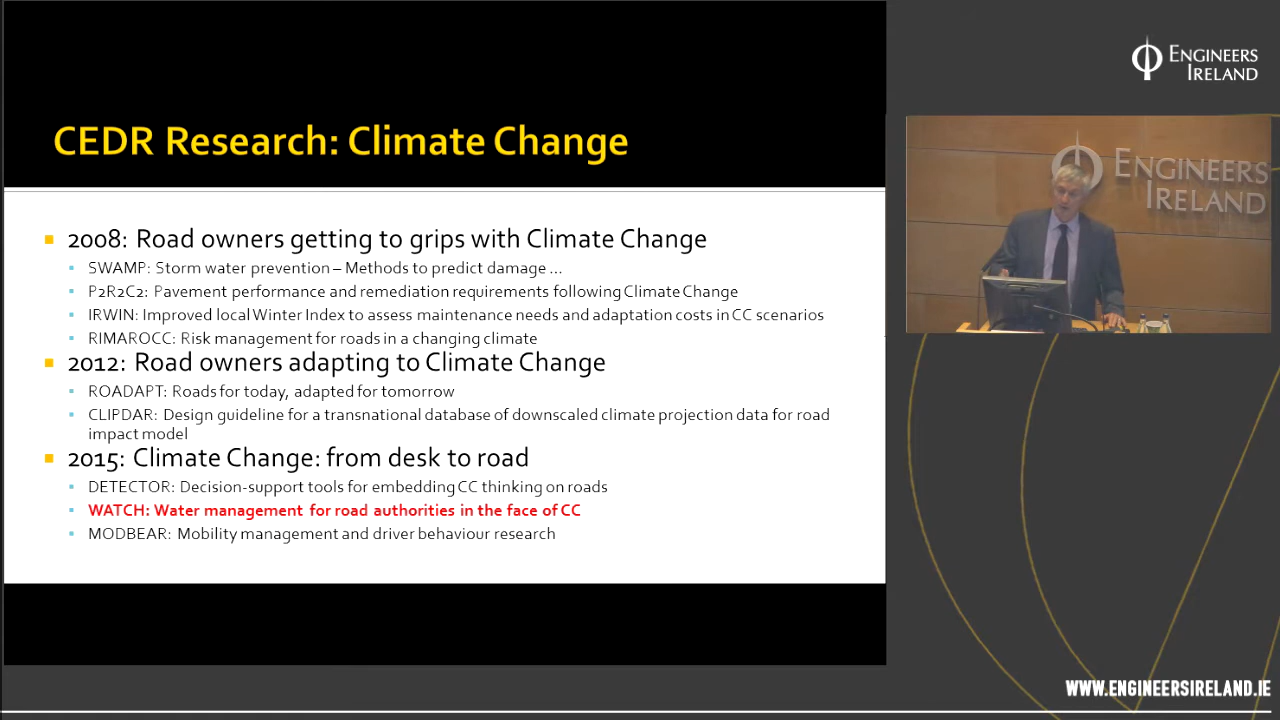 ENGINEERS
IRELAND
CEDR Research: Climate Change
2008: Road owners getting to grips with Climate Change
SWAMP: Storm water prevention – Methods to predict damage ...
P2R2C2: Pavement performance and remediation requirements following Climate Change
IRWIN: Improved local Winter Index to assess maintenance needs and adaptation costs in CC scenarios
RIMAROCC: Risk management for roads in a changing climate
2012: Road owners adapting to Climate Change
ROADAPT: Roads for today, adapted for tomorrow
CLIPDAR: Design guideline for a transnational database of downscaled climate projection data for road
impact model
2015: Climate Change: from desk to road
DETECTOR: Decision-support tools for embedding CC thinking on roads
WATCH: Water management for road authorities in the face of CC
MODBEAR: Mobility management and driver behaviour research
ENGINEERS
IRELAND
WWW.ENGINEERSIRELAND.IE